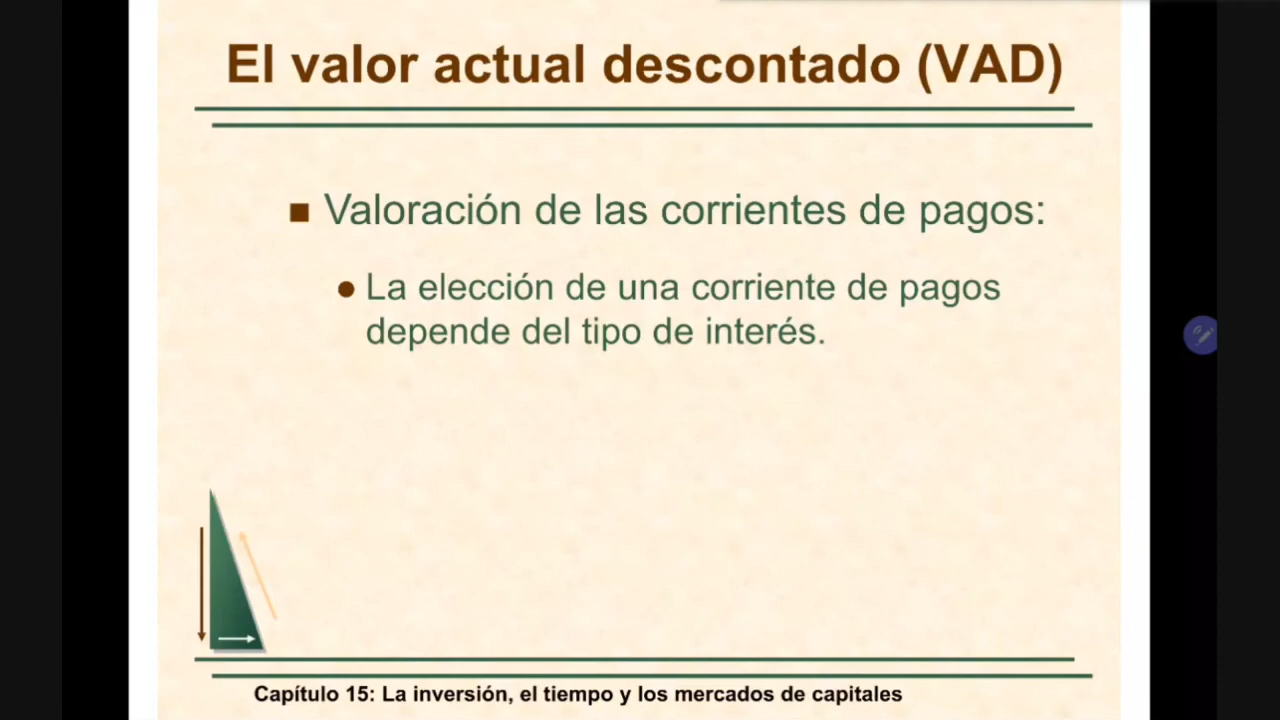 El valor actual descontado (VAD)
■ Valoración de las corrientes de pagos:
● La elección de una corriente de pagos
depende del tipo de interés.
Capítulo 15: La inversión, el tiempo y los mercados de capitales